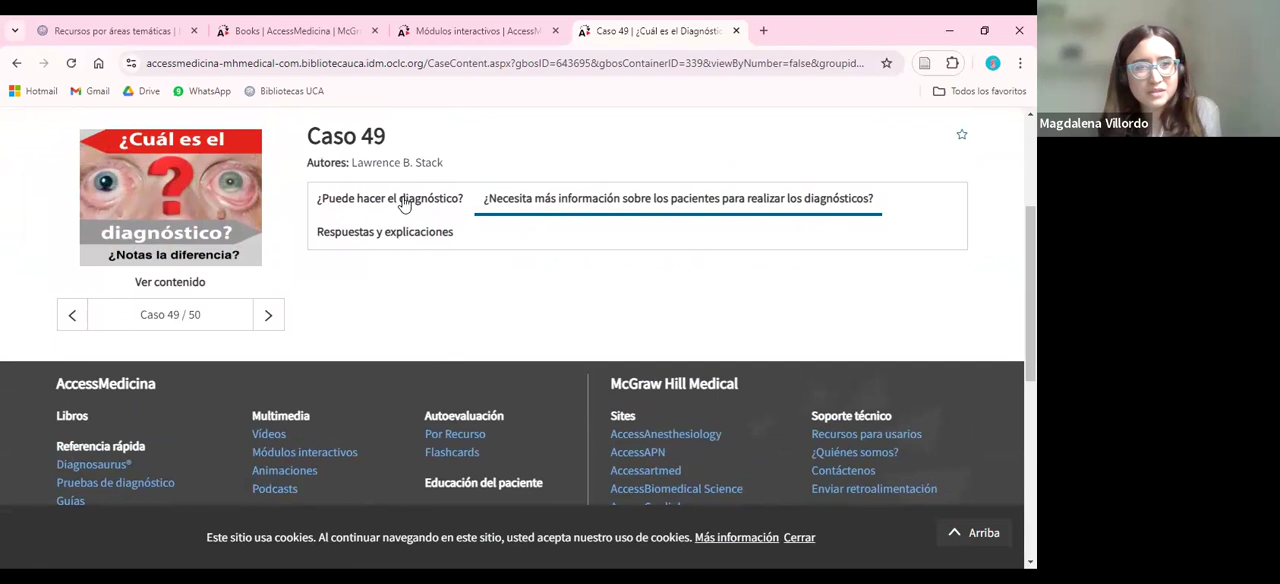 Recursos por áreas temáticas |
Books | AccessMedicina | McGr
Módulos interactivos | AccessM
Caso 49 | ¿Cuál es el Diagnóstic
accessmedicina-mhmedical-com.bibliotecauca.idm.oclc.org/CaseContent.aspx?gbosID=643695&gbosContainerID=339&viewByNumber=false&groupid...
Hotmail
Gmail
Drive
WhatsApp
Bibliotecas UCA
Todos los favoritos
Magdalena Villordo
¿Cuál es el
diagnóstico?
¿Notas la diferencia?
Ver contenido
Caso 49 / 50
Caso 49
Autores: Lawrence B. Stack
¿Puede hacer el diagnóstico?
¿Necesita más información sobre los pacientes para realizar los diagnósticos?
Respuestas y explicaciones
AccessMedicina
Libros
Referencia rápida
Diagnosaurus®
Pruebas de diagnóstico
Guías
Multimedia
Vídeos
Módulos interactivos
Animaciones
Podcasts
Autoevaluación
Por Recurso
Flashcards
Educación del paciente
McGraw Hill Medical
Sites
AccessAnesthesiology
AccessAPN
Accessartmed
AccessBiomedical Science
Soporte técnico
Recursos para usarios
¿Quiénes somos?
Contáctenos
Enviar retroalimentación
Este sitio usa cookies. Al continuar navegando en este sitio, usted acepta nuestro uso de cookies. Más información Cerrar
Arriba